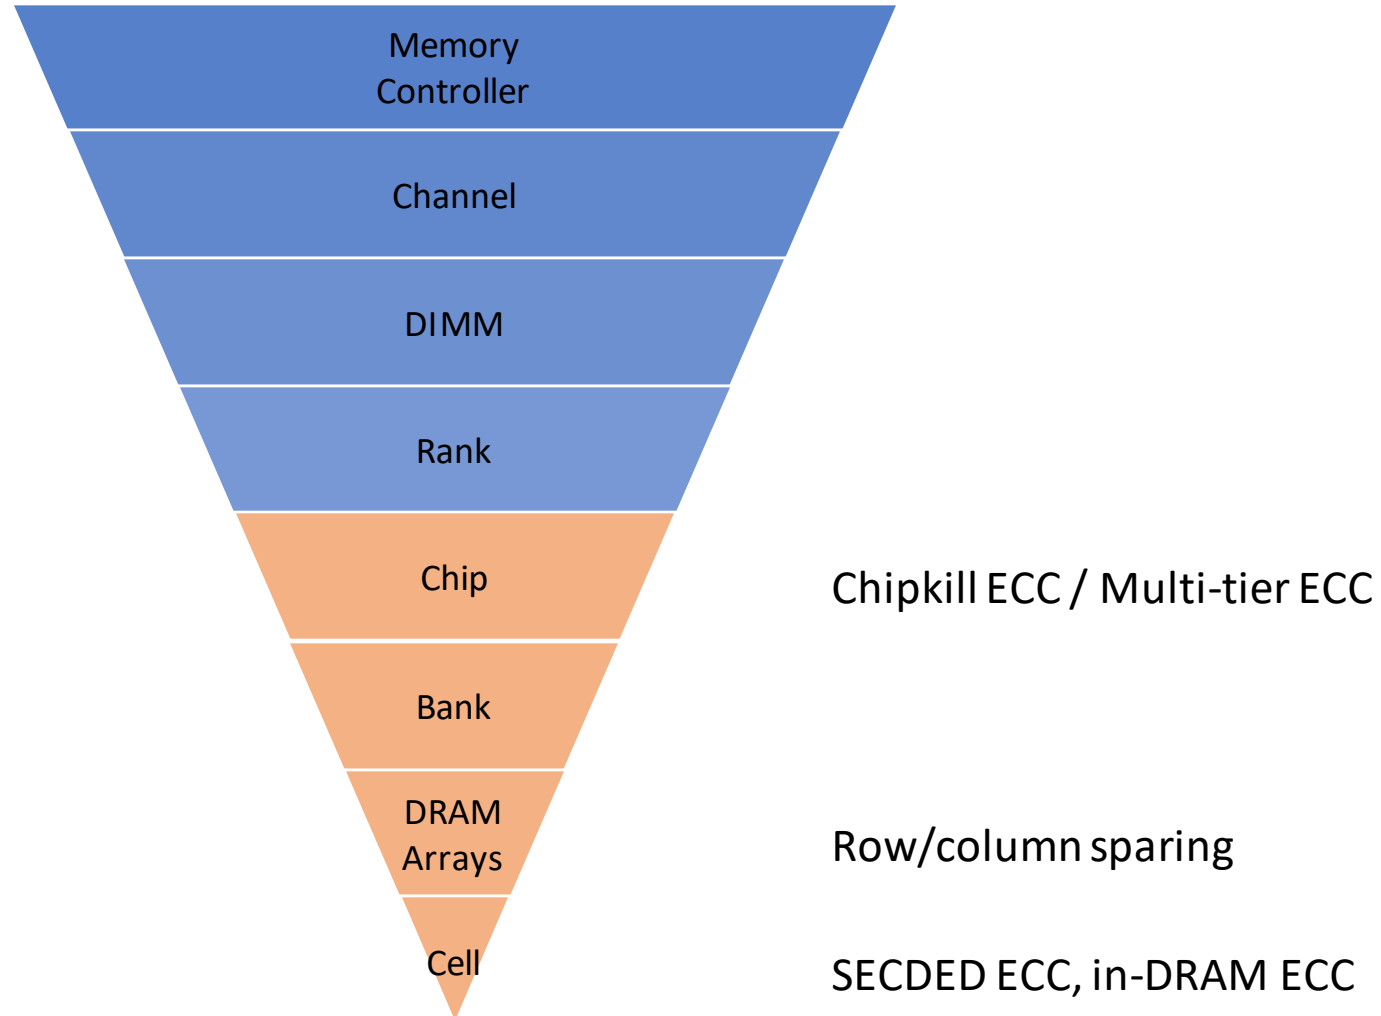 Memory
Controller
Channel
DIMM
Rank
Chip
Chipkill ECC / Multi-tier ECC
Bank
DRAM
Arrays
Row/column sparing
Cell
SECDED ECC, in-DRAM ECC